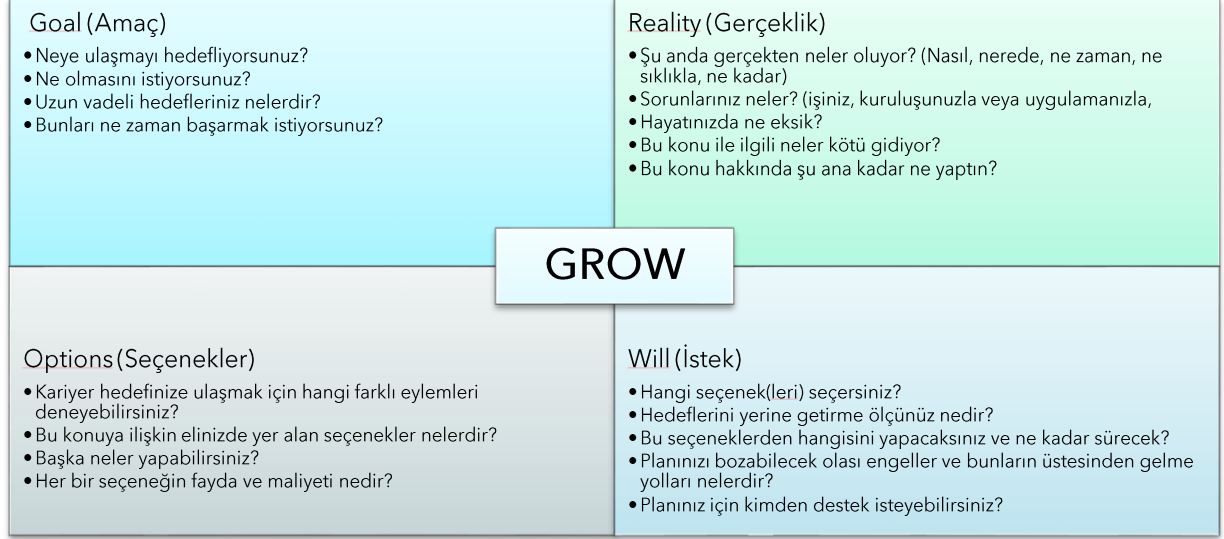 Goal (Amaç)
•Neye ulaşmayı hedefliyorsunuz?
•Ne olmasını istiyorsunuz?
•Uzun vadeli hedefleriniz nelerdir?
•Bunları ne zaman başarmak istiyorsunuz?
Reality (Gerçeklik)
•Şu anda gerçekten neler oluyor? (Nasıl, nerede, ne zaman, ne
sıklıkla, ne kadar)
•Sorunlarınız neler? (işiniz, kuruluşunuzla veya uygulamanızla,
•Hayatınızda ne eksik?
•Bu konu ile ilgili neler kötü gidiyor?
•Bu konu hakkında şu ana kadar ne yaptın?
GROW
Options (Seçenekler)
•Kariyer hedefinize ulaşmak için hangi farklı eylemleri
deneyebilirsiniz?
•Bu konuya ilişkin elinizde yer alan seçenekler nelerdir?
•Başka neler yapabilirsiniz?
•Her bir seçeneğin fayda ve maliyeti nedir?
Will (İstek)
•Hangi seçenek(leri) seçersiniz?
•Hedeflerini yerine getirme ölçünüz nedir?
•Bu seçeneklerden hangisini yapacaksınız ve ne kadar sürecek?
•Planınızı bozabilecek olası engeller ve bunların üstesinden gelme
yolları nelerdir?
•Planınız için kimden destek isteyebilirsiniz?